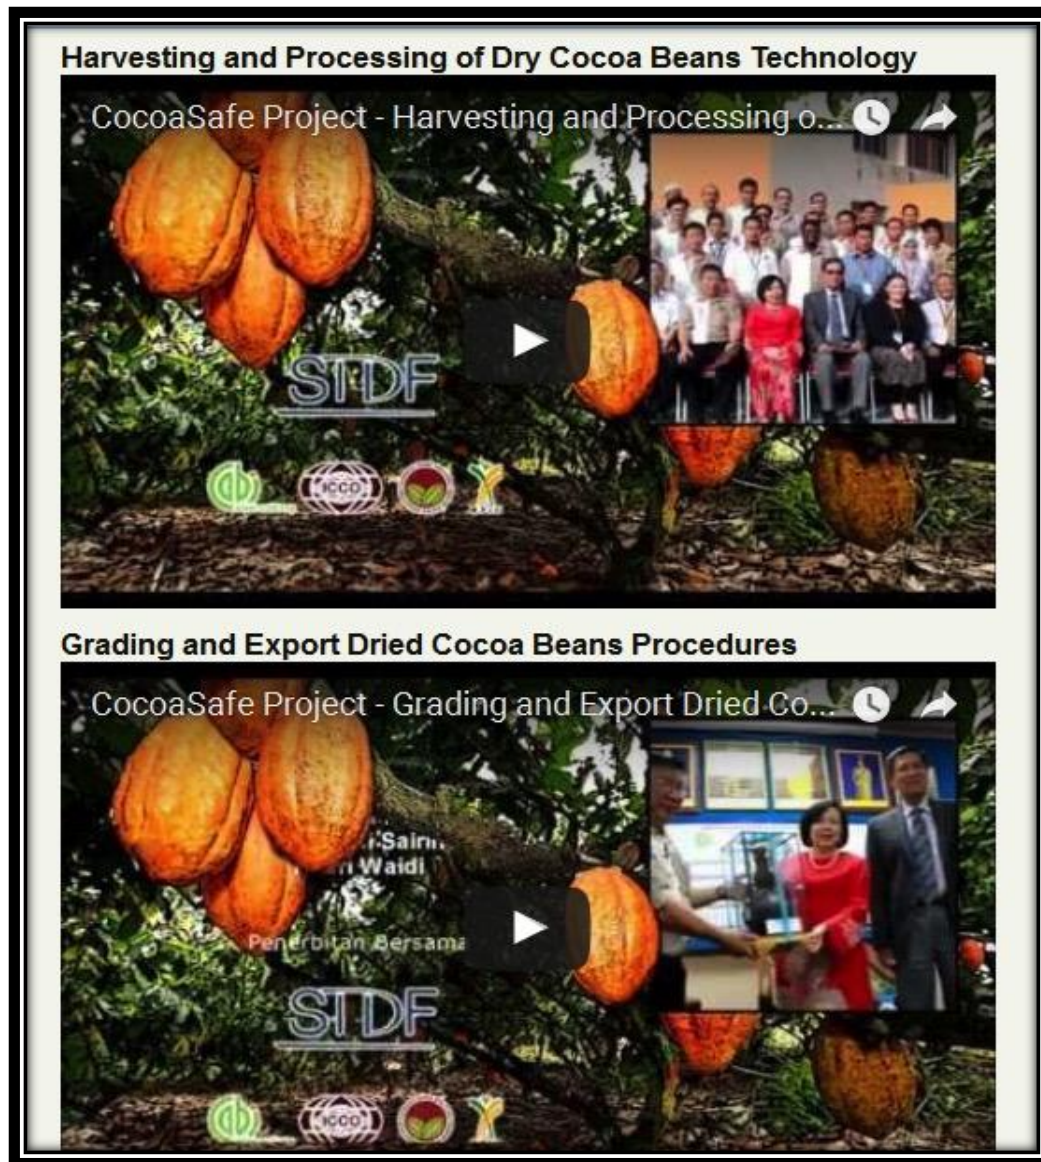 Harvesting and Processing of Dry Cocoa Beans Technology
CocoaSafe Project - Harvesting and Processing o...
STDF
ICCO
Grading and Export Dried Cocoa Beans Procedures
CocoaSafe Project - Grading and Export Dried Co...
Waidi
Penerbitan Bersama
STDF
ICCO